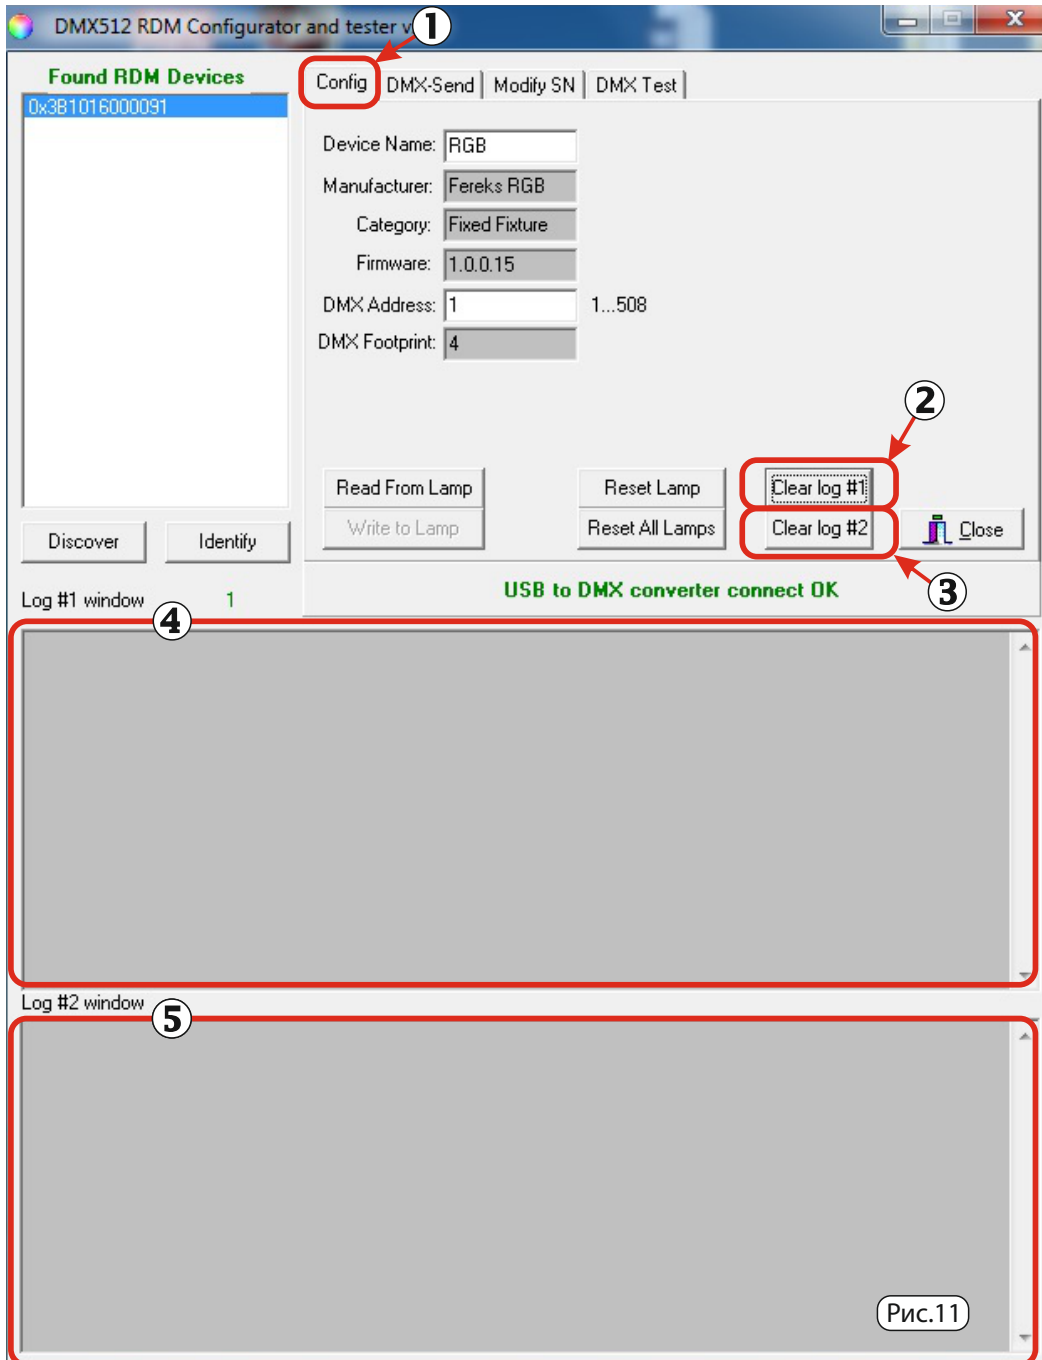 DMX512 RDM Configurator and tester v
1
Found RDM Devices
0x3B1016000091
Config DMX-Send Modify SN DMX Test
Device Name: RGB
Manufacturer: Fereks RGB
Category: Fixed Fixture
Firmware: 1.0.0.15
DMX Address: 1 1...508
DMX Footprint: 4
2
Read From Lamp Reset Lamp Clear log #1
Write to Lamp Reset All Lamps Clear log #2 Close
Discover Identify
USB to DMX converter connect OK
3
Log #1 window 1
4
Log #2 window
5
Рис.11